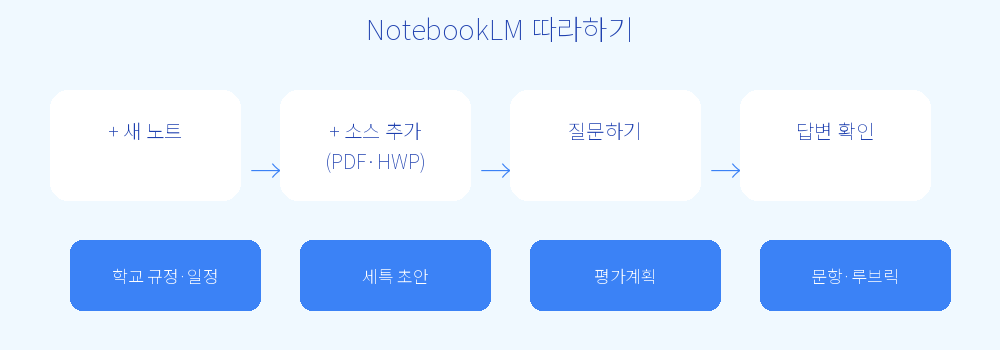 NotebookLM 따라하기
+ 새 노트
+ 소스 추가
(PDF·HWP)
질문하기
답변 확인
학교 규정·일정
세특 초안
평가계획
문항·루브릭